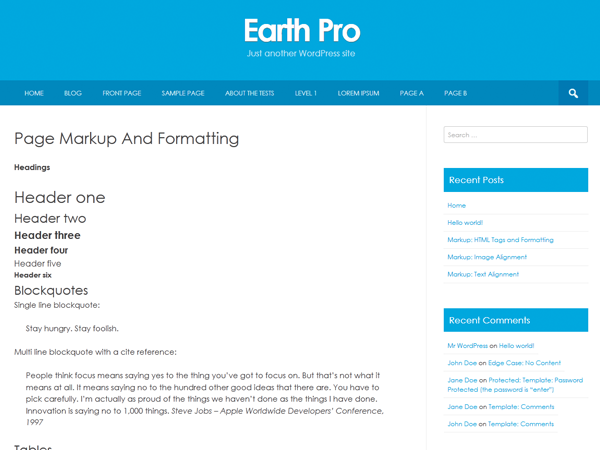 Earth Pro
Just another WordPress site
HOME BLOG FRONT PAGE SAMPLE PAGE ABOUT THE TESTS LEVEL 1 LOREM IPSUM PAGE A PAGE B
Page Markup And Formatting
Headings
Header one
Header two
Header three
Header four
Header five
Header six
Blockquotes
Single line blockquote:
Stay hungry. Stay foolish.
Multi line blockquote with a cite reference:
People think focus means saying yes to the thing you've got to focus on. But that's not what it
means at all. It means saying no to the hundred other good ideas that there are. You have to
pick carefully. I'm actually as proud of the things we haven't done as the things I have done.
Innovation is saying no to 1,000 things. Steve Jobs – Apple Worldwide Developers' Conference,
1997
Tables
Search …
Recent Posts
Home
Hello world!
Markup: HTML Tags and Formatting
Markup: Image Alignment
Markup: Text Alignment
Recent Comments
Mr WordPress on Hello world!
John Doe on Edge Case: No Content
Jane Doe on Protected: Template: Password
Protected (the password is "enter")
Jane Doe on Template: Comments
John Doe on Template: Comments